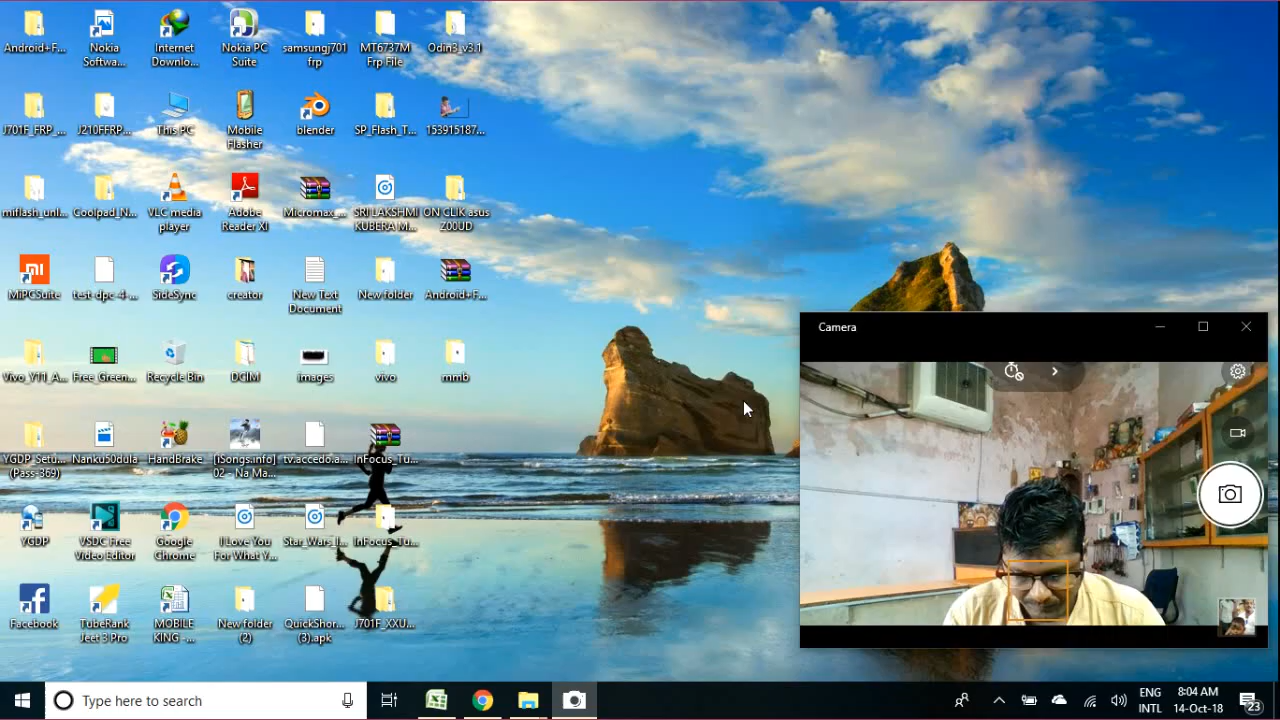 Android+F...
Nokia
Softwa...
Internet
Downlo...
Nokia PC
Suite
samsungj701
frp
MT6737M
Frp File
Odin3_v3.1
J701F_FRP_...
J210FFRP...
This PC
Mobile
Flasher
blender
SP_Flash_T...
153915187...
miflash_unl...
Coolpad_N...
VLC media
player
Adobe
Reader XI
Micromax_...
SRI LAKSHMI
KUBERA M...
ON CLIK asus
Z00UD
MiPCSuite
test-dpc-4-...
SideSync
creator
New Text
Document
New folder
Android+F...
Vivo_Y11_A...
Free_Green...
Recycle Bin
DCIM
images
vivo
mmb
YGDP_Setu...
(Pass-369)
Nanku50dula
HandBrake
[iSongs.info]
02 - Na Ma...
tv.accedo.a...
InFocus_Tu...
YGDP
VSDC Free
Video Editor
Google
Chrome
I Love You
For What Y...
Star_Wars_I...
InFocus_Tu...
Facebook
TubeRank
Jeet 3 Pro
MOBILE
KING -...
New folder
(2)
QuickShor...
(3).apk
J701F_XXU...
Camera
Type here to search
ENG
INTL
8:04 AM
14-Oct-18
23